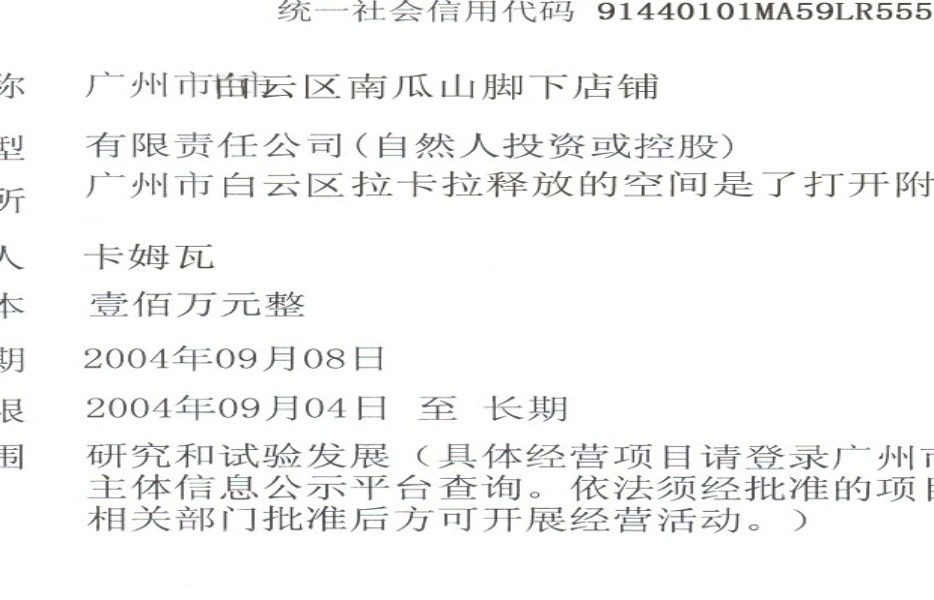 统一社会信用代码 91440101MA59LR555
称 广州市白云区南瓜山脚下店铺
型 有限责任公司(自然人投资或控股)
所 广州市白云区拉卡拉释放的空间是了打开附
人 卡姆瓦
本 壹佰万元整
期 2004年09月08日
限 2004年09月04日 至 长期
围 研究和试验发展（具体经营项目请登录广州市
主体信息公示平台查询。依法须经批准的项目
相关部门批准后方可开展经营活动。）